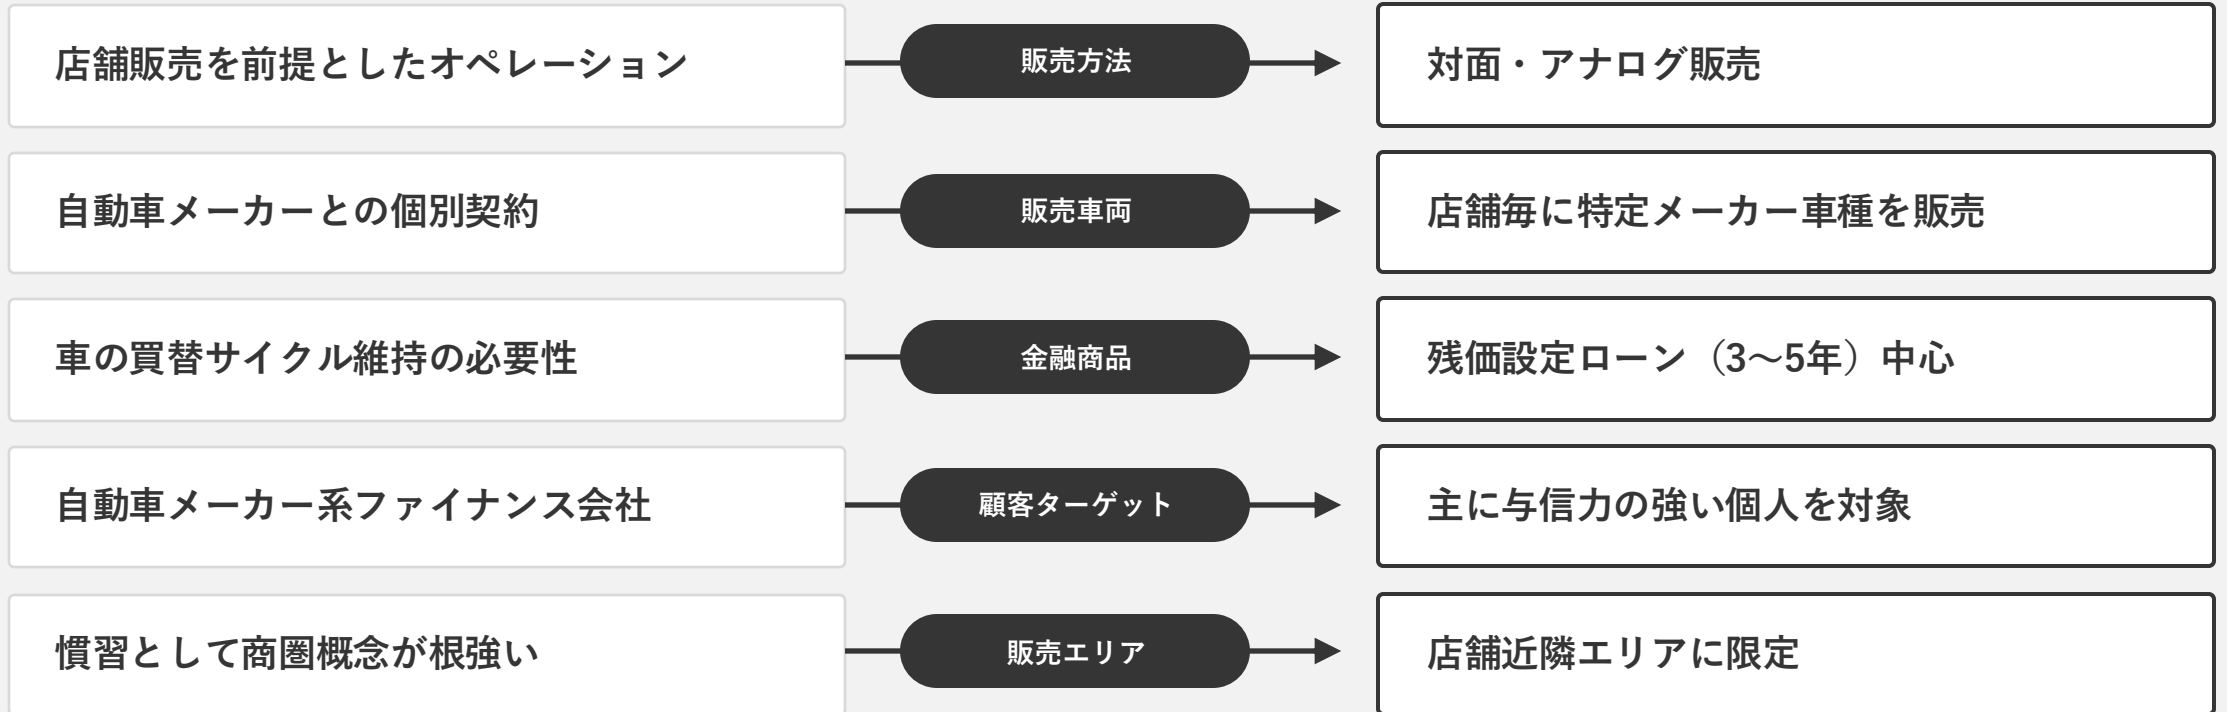 店舗販売を前提としたオペレーション
販売方法
対面・アナログ販売
自動車メーカーとの個別契約
販売車両
店舗毎に特定メーカー車種を販売
車の買替サイクル維持の必要性
金融商品
残価設定ローン（3〜5年）中心
自動車メーカー系ファイナンス会社
顧客ターゲット
主に与信力の強い個人を対象
慣習として商圏概念が根強い
販売エリア
店舗近隣エリアに限定